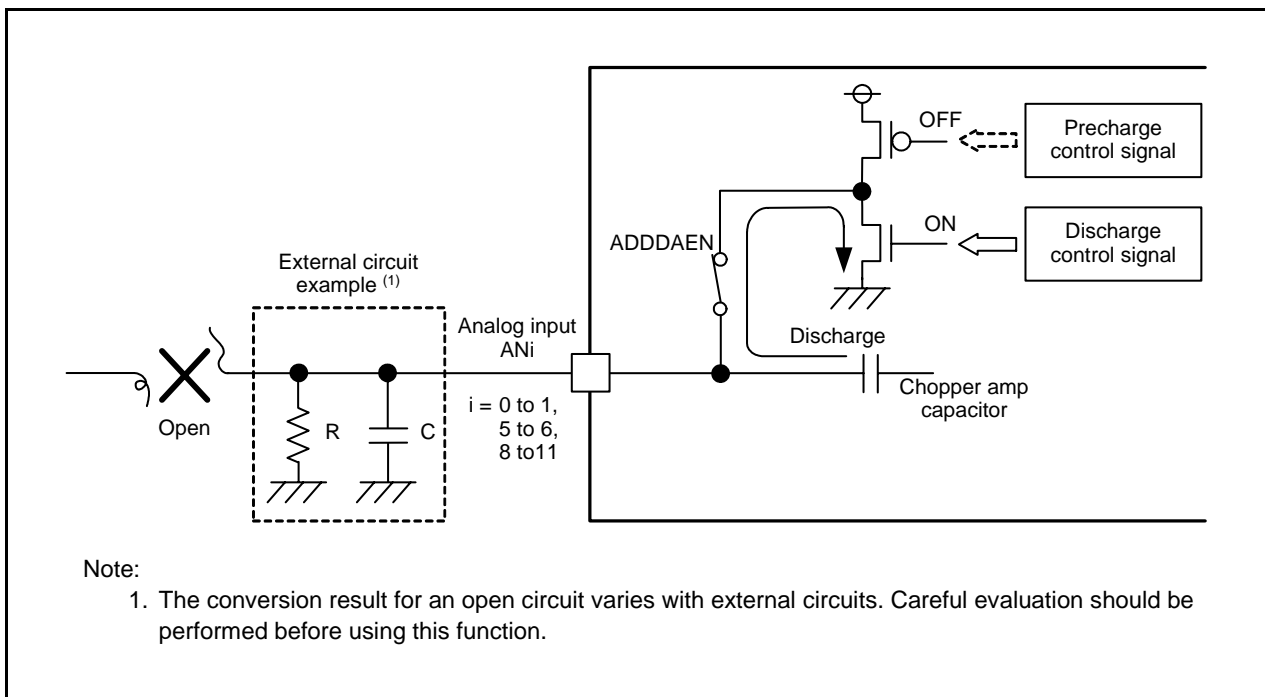 OFF
Precharge
control signal
ADDDAEN
ON
Discharge
control signal
External circuit
example (1)
Analog input
ANi
Discharge
Chopper amp
capacitor
Open
R
C
i = 0 to 1,
5 to 6,
8 to11
Note:
1. The conversion result for an open circuit varies with external circuits. Careful evaluation should be
performed before using this function.